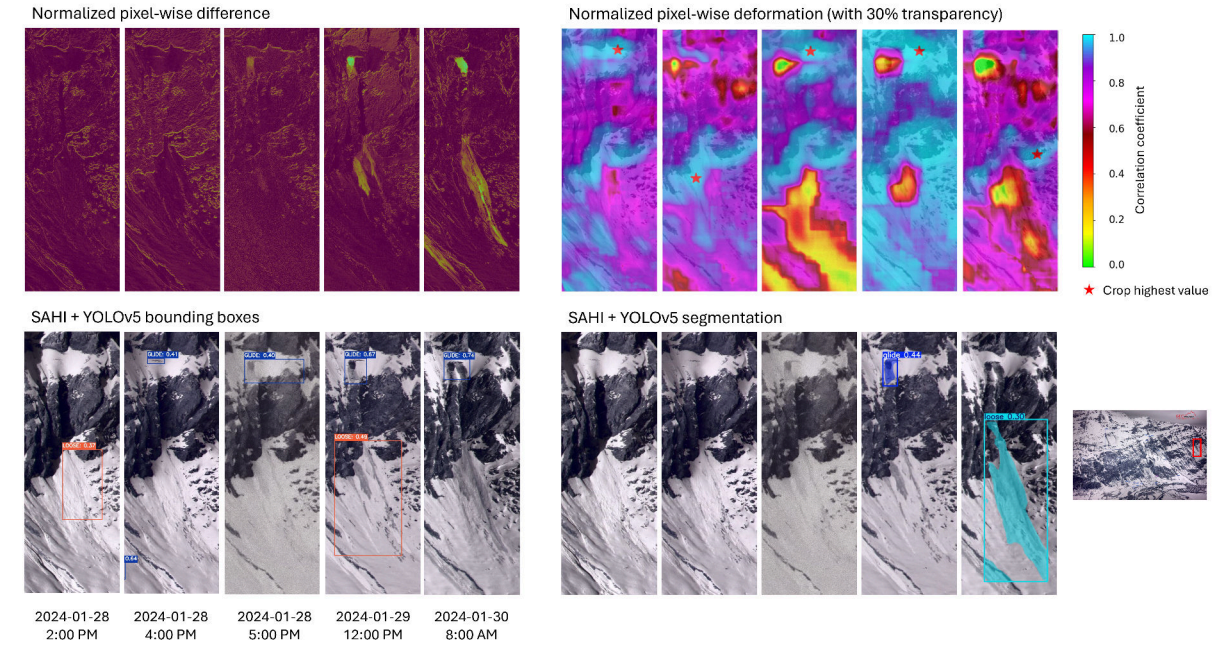 Normalized pixel-wise difference
Normalized pixel-wise deformation (with 30% transparency)
1.0
0.8
0.6
0.4
0.2
0.0
Correlation coefficient
Crop highest value
SAHI + YOLOv5 bounding boxes
SAHI + YOLOv5 segmentation
GLIDE: 0.41
GLIDE: 0.40
GLIDE: 0.67
GLIDE: 0.74
glide 0.44
LOOSE: 0.37
LOOSE: 0.49
loose 0.30
0.64
2024-01-28
2:00 PM
2024-01-28
4:00 PM
2024-01-28
5:00 PM
2024-01-29
12:00 PM
2024-01-30
8:00 AM